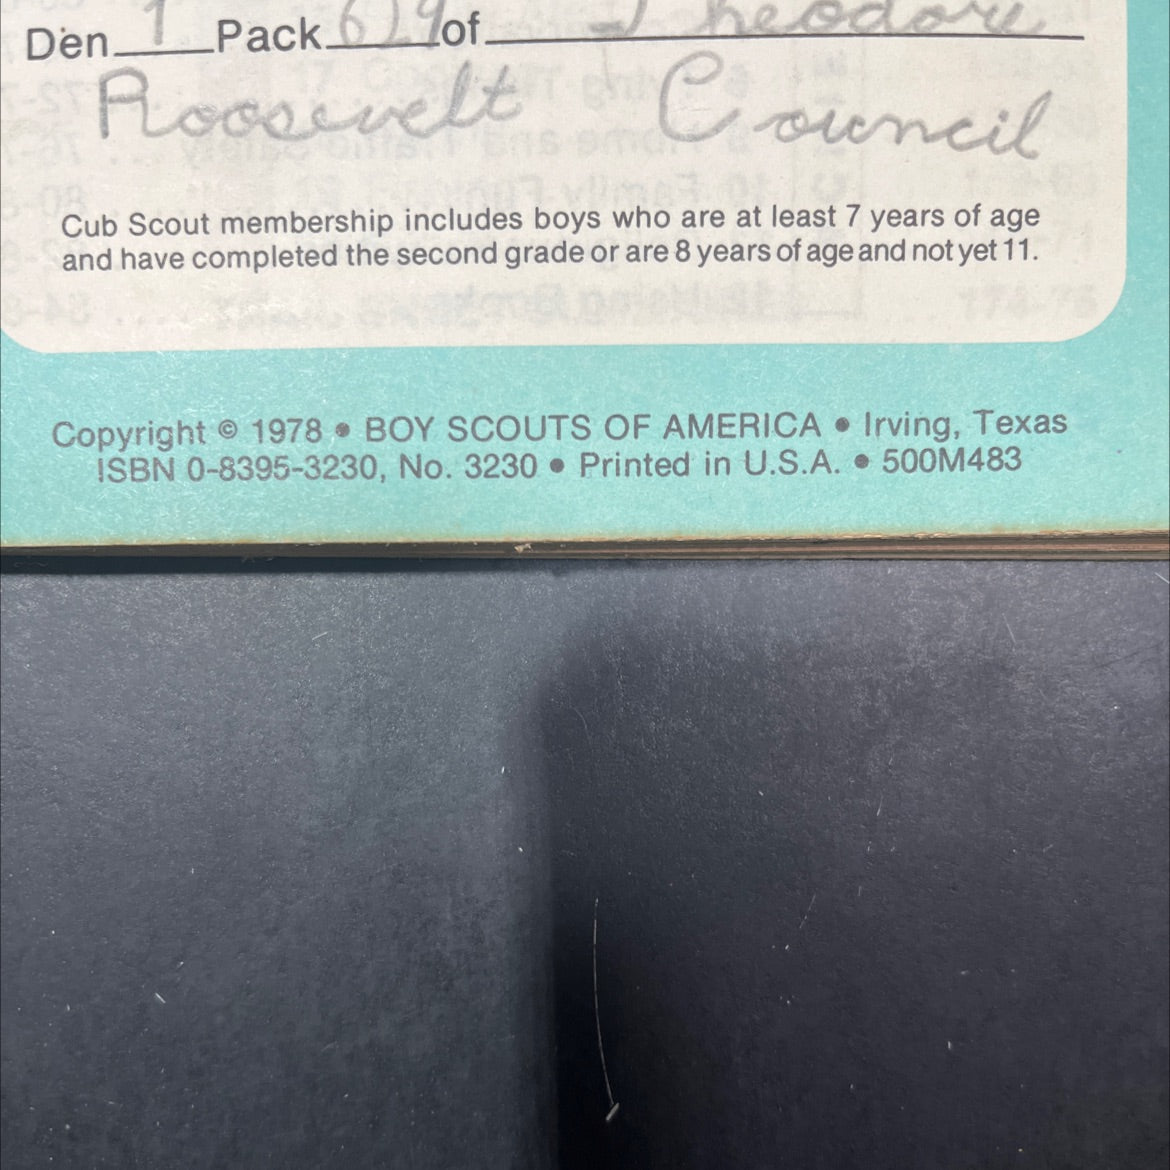 Den 1 Pack 629 of Theodore
Roosevelt Council
Cub Scout membership includes boys who are at least 7 years of age
and have completed the second grade or are 8 years of age and not yet 11.
Copyright © 1978 • BOY SCOUTS OF AMERICA • Irving, Texas
ISBN 0-8395-3230, No. 3230 • Printed in U.S.A. • 500M483